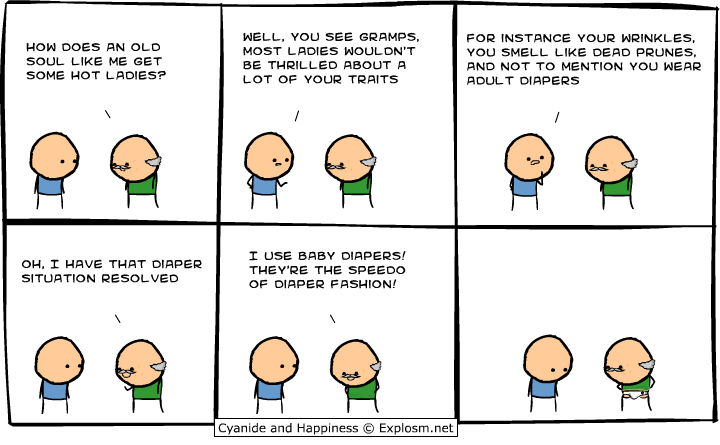 HOW DOES AN OLD
SOUL LIKE ME GET
SOME HOT LADIES?
WELL, YOU SEE GRAMPS,
MOST LADIES WOULDN'T
BE THRILLED ABOUT A
LOT OF YOUR TRAITS
FOR INSTANCE YOUR WRINKLES,
YOU SMELL LIKE DEAD PRUNES,
AND NOT TO MENTION YOU WEAR
ADULT DIAPERS
OH, I HAVE THAT DIAPER
SITUATION RESOLVED
I USE BABY DIAPERS!
THEY'RE THE SPEEDO
OF DIAPER FASHION!
Cyanide and Happiness © Explosm.net